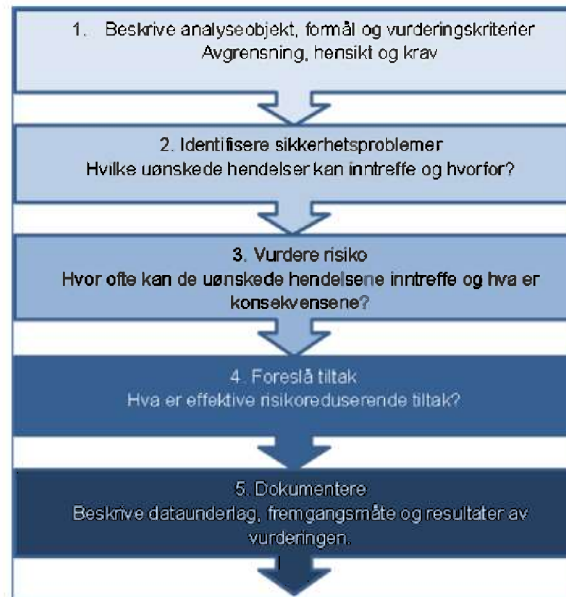 1. Beskrive analyseobjekt, formål og vurderingskriterier
Avgrensning, hensikt og krav
2. Identifisere sikkerhetsproblemer
Hvilke uønskede hendelser kan inntreffe og hvorfor?
3. Vurdere risiko
Hvor ofte kan de uønskede hendelsene inntreffe og hva er
konsekvensene?
4. Foreslå tiltak
Hva er effektive risikoreduserende tiltak?
5. Dokumentere
Beskrive dataunderlag, fremgangsmåte og resultater av
vurderingen.